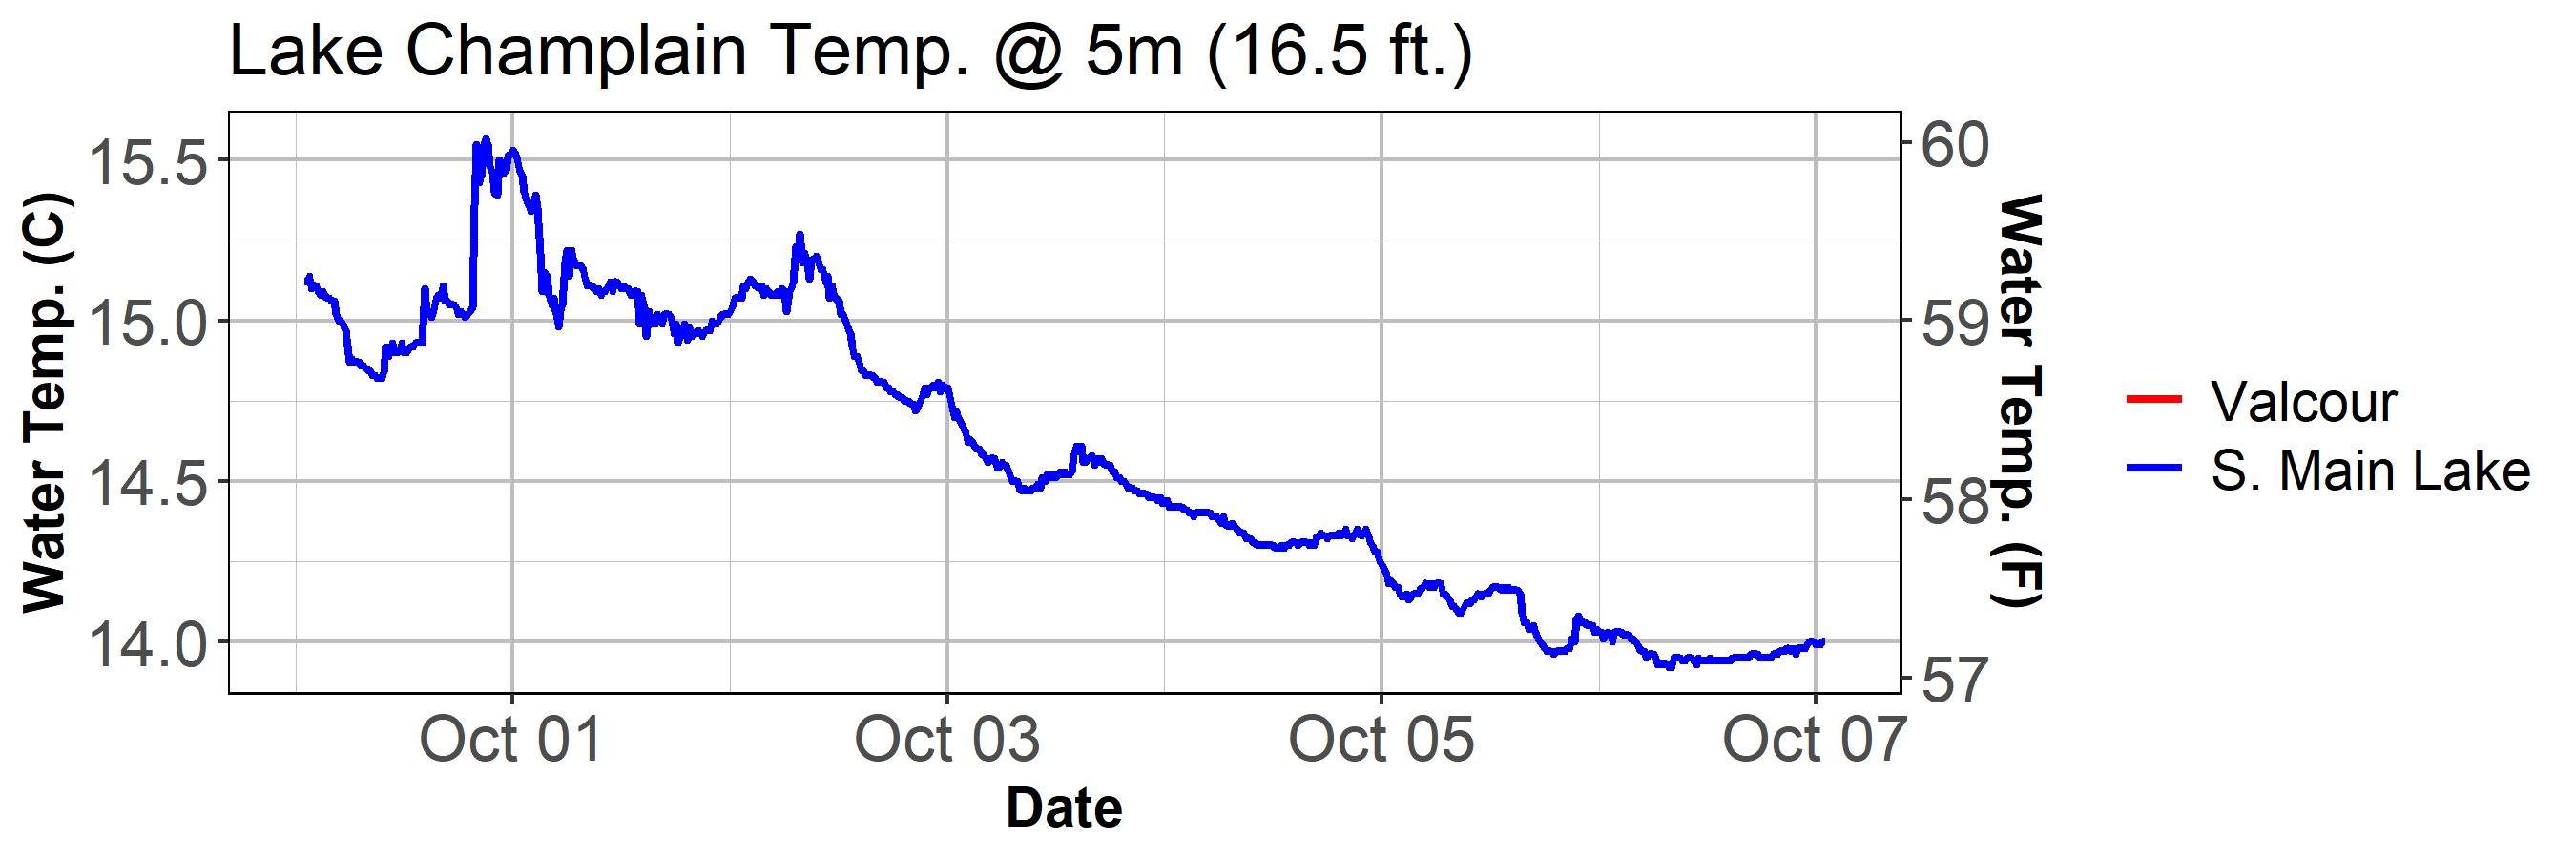 Lake Champlain Temp. @ 5m (16.5 ft.)
Water Temp. (C)
15.5
15.0
14.5
14.0
60
59
58
57
Water Temp. (F)
Oct 01
Oct 03
Oct 05
Oct 07
Date
Valcour
S. Main Lake